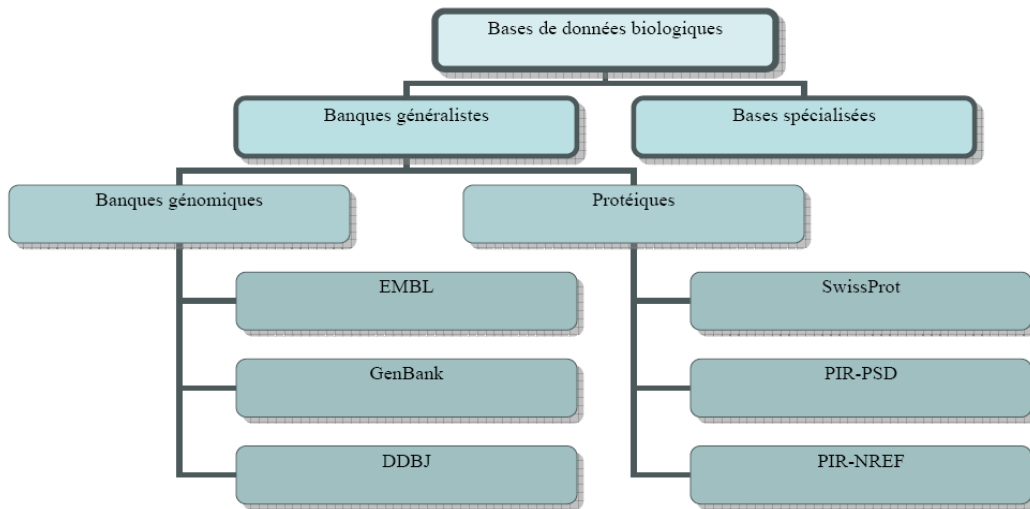 Bases de données biologiques
Banques généralistes
Bases spécialisées
Banques génomiques
Protéiques
EMBL
SwissProt
GenBank
PIR-PSD
DDBJ
PIR-NREF